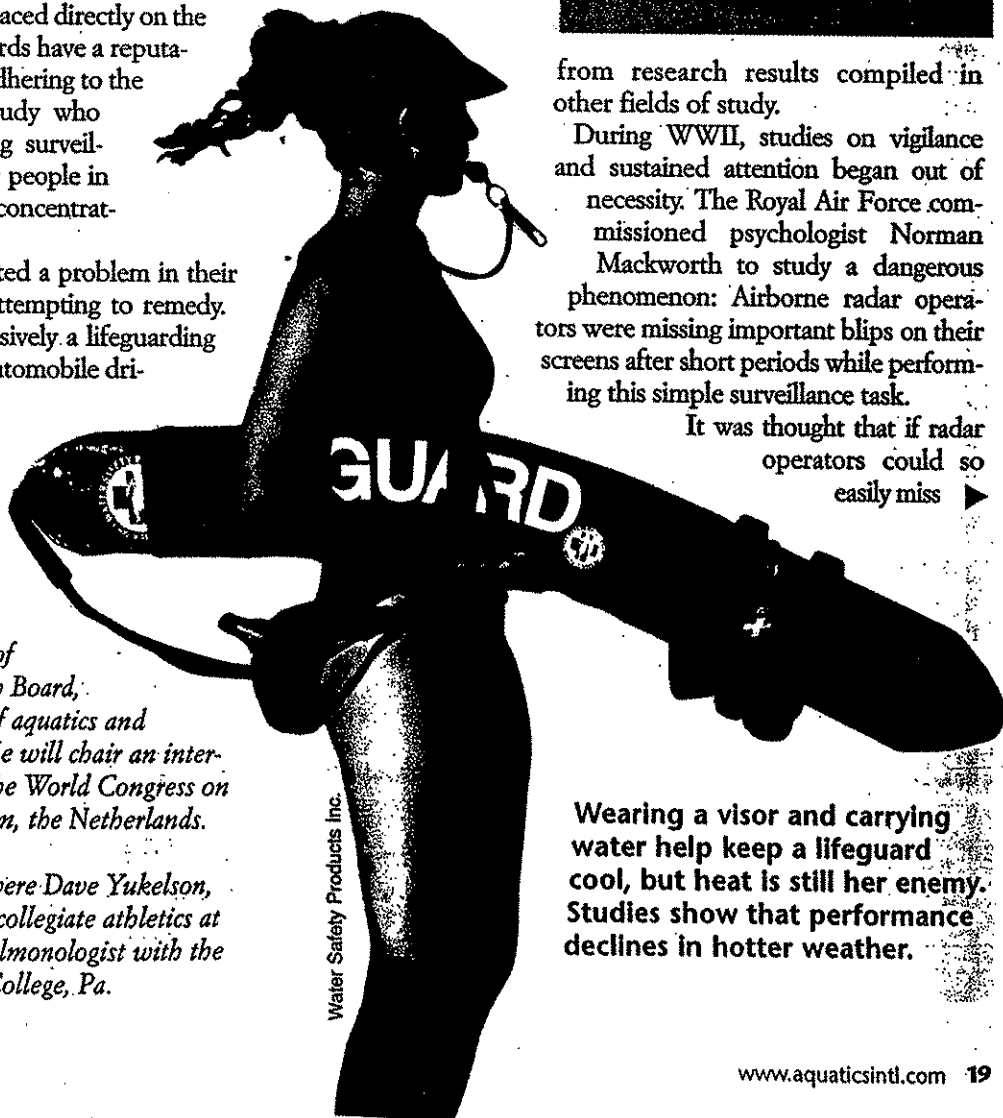 aced directly on the
rds have a reputa-
dhering to the
udy who
g surveil-
people in
concentrat-
ted a problem in their
ttempting to remedy.
sively a lifeguarding
utomobile dri-
of
Board,
f aquatics and
e will chair an inter-
be World Congress on
n, the Netherlands.
were Dave Yukelson,
collegiate athletics at
lmonologist with the
College, Pa.
GUARD
Water Safety Products Inc.
from research results compiled in
other fields of study.
During WWII, studies on vigilance
and sustained attention began out of
necessity. The Royal Air Force com-
missioned psychologist Norman
Mackworth to study a dangerous
phenomenon: Airborne radar opera-
tors were missing important blips on their
screens after short periods while perform-
ing this simple surveillance task.
It was thought that if radar
operators could so
easily miss ▶
Wearing a visor and carrying
water help keep a lifeguard
cool, but heat is still her enemy.
Studies show that performance
declines in hotter weather.
www.aquaticsintl.com 19